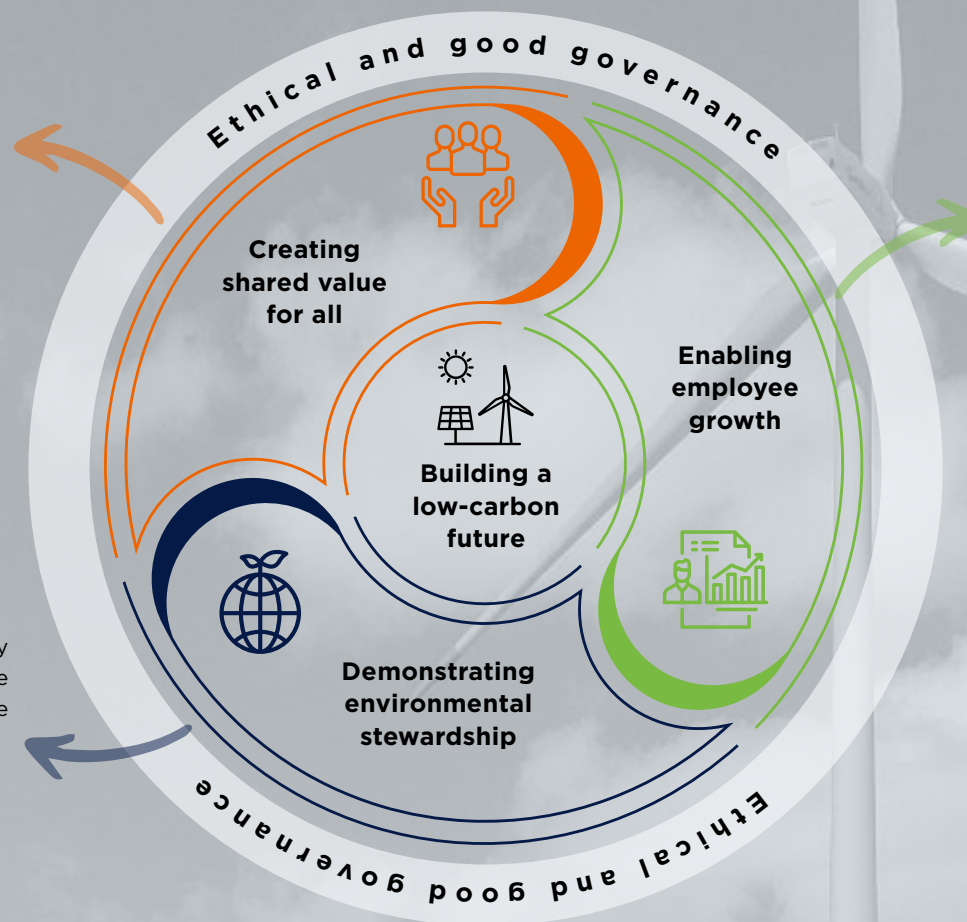 Ethical and good governance
Creating
shared value
for all
Enabling
employee
growth
Building a
low-carbon
future
Demonstrating
environmental
stewardship
y
e
e
Ethical and good governance